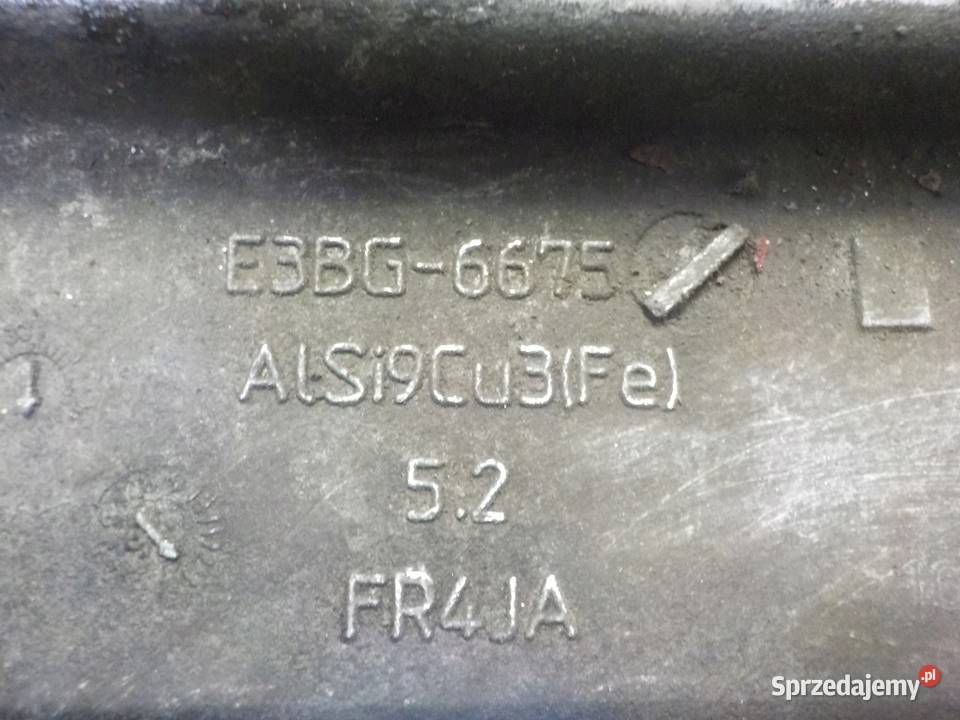 E3BG-6675
AlSi9Cu3(Fe)
5.2
FR4JA
Sprzedajemy.pl